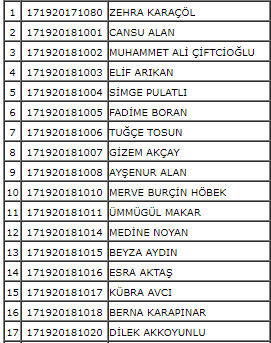 1 171920171080 ZEHRA KARAÇÖL
2 171920181001 CANSU ALAN
3 171920181002 MUHAMMET ALİ ÇİFTCİOĞLU
4 171920181003 ELİF ARIKAN
5 171920181004 SİMGE PULATLI
6 171920181005 FADİME BORAN
7 171920181006 TUĞÇE TOSUN
8 171920181007 GİZEM AKÇAY
9 171920181008 AYŞENUR ALAN
10 171920181010 MERVE BURÇİN HÖBEK
11 171920181011 ÜMMÜGÜL MAKAR
12 171920181014 MEDİNE NOYAN
13 171920181015 BEYZA AYDIN
14 171920181016 ESRA AKTAŞ
15 171920181017 KÜBRA AVCI
16 171920181018 BERNA KARAPINAR
17 171920181020 DİLEK AKKOYUNLU